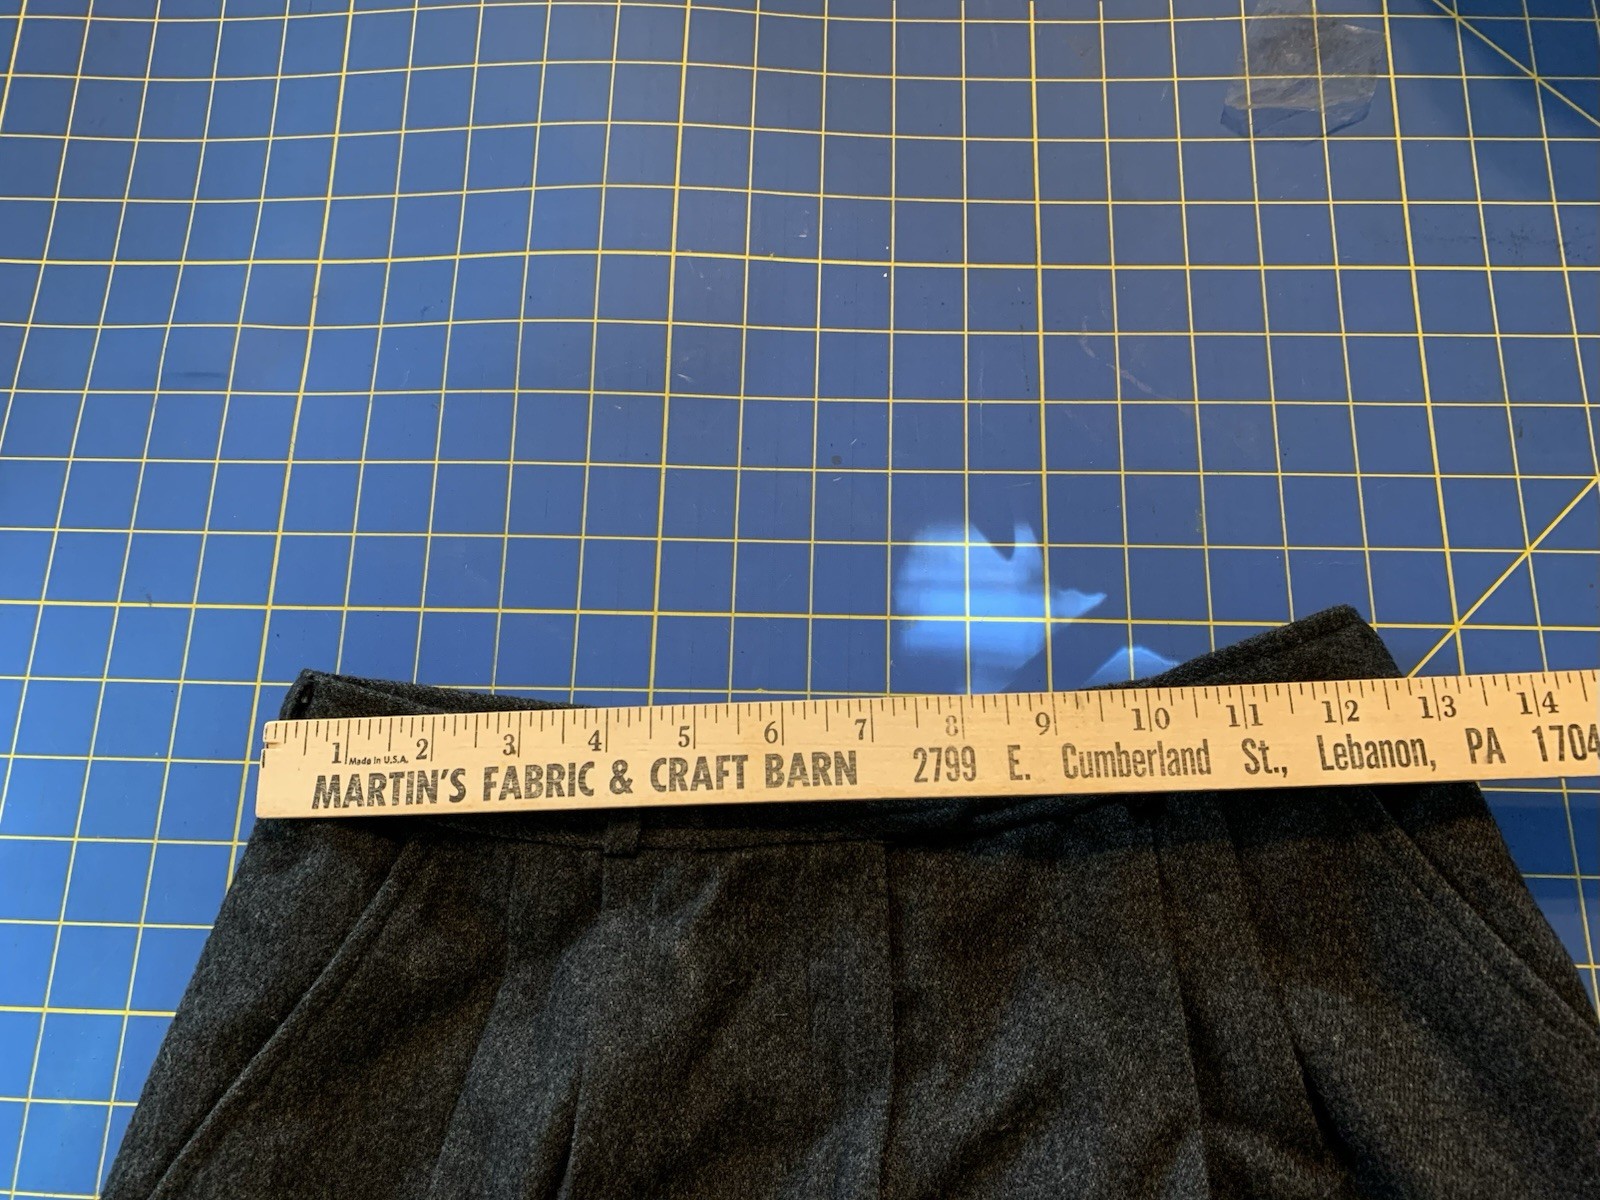 1 2 3 4 5 6 7 8 9 10 11 12 13 14
Made in U.S.A.
MARTIN'S FABRIC & CRAFT BARN 2799 E. Cumberland St., Lebanon, PA 1704